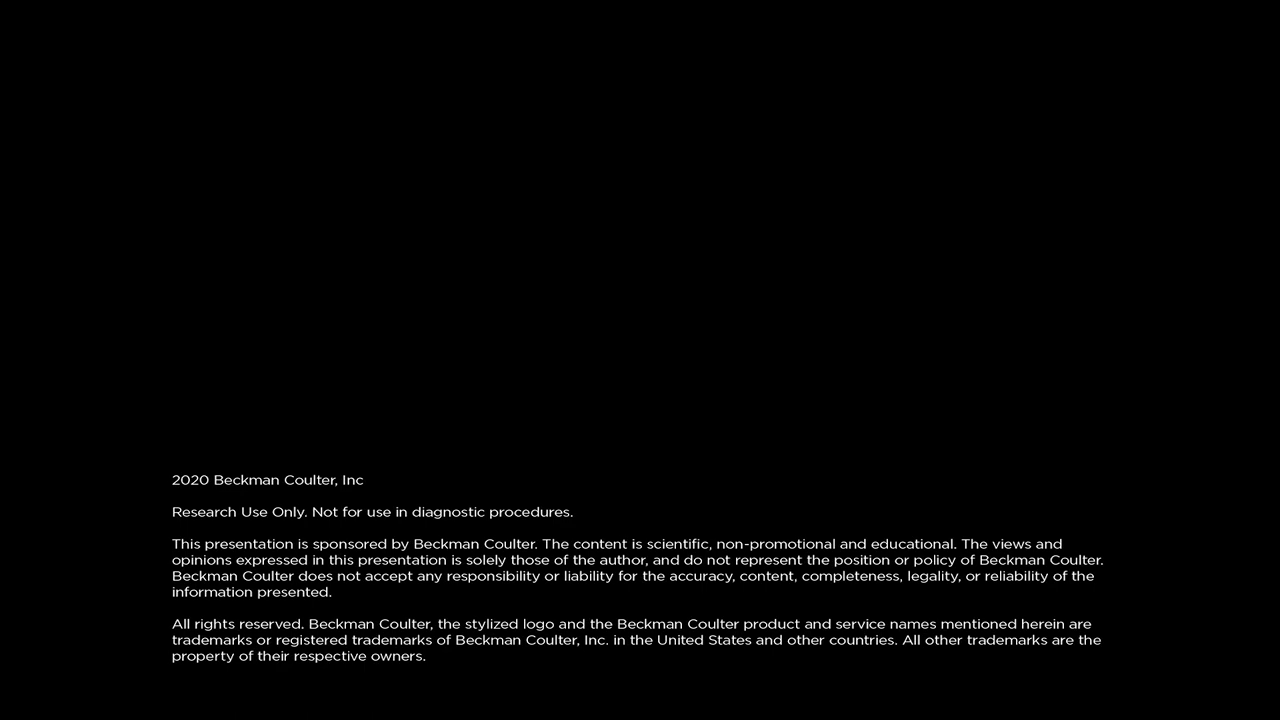 2020 Beckman Coulter, Inc
Research Use Only. Not for use in diagnostic procedures.
This presentation is sponsored by Beckman Coulter. The content is scientific, non-promotional and educational. The views and
opinions expressed in this presentation is solely those of the author, and do not represent the position or policy of Beckman Coulter.
Beckman Coulter does not accept any responsibility or liability for the accuracy, content, completeness, legality, or reliability of the
information presented.
All rights reserved. Beckman Coulter, the stylized logo and the Beckman Coulter product and service names mentioned herein are
trademarks or registered trademarks of Beckman Coulter, Inc. in the United States and other countries. All other trademarks are the
property of their respective owners.